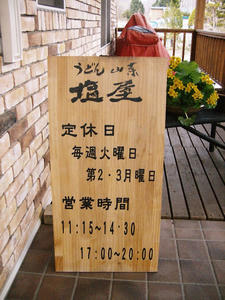 うどん 山系
塩屋
定休日
毎週火曜日
第2・3月曜日
営業時間
11:15〜14:30
17:00〜20:00